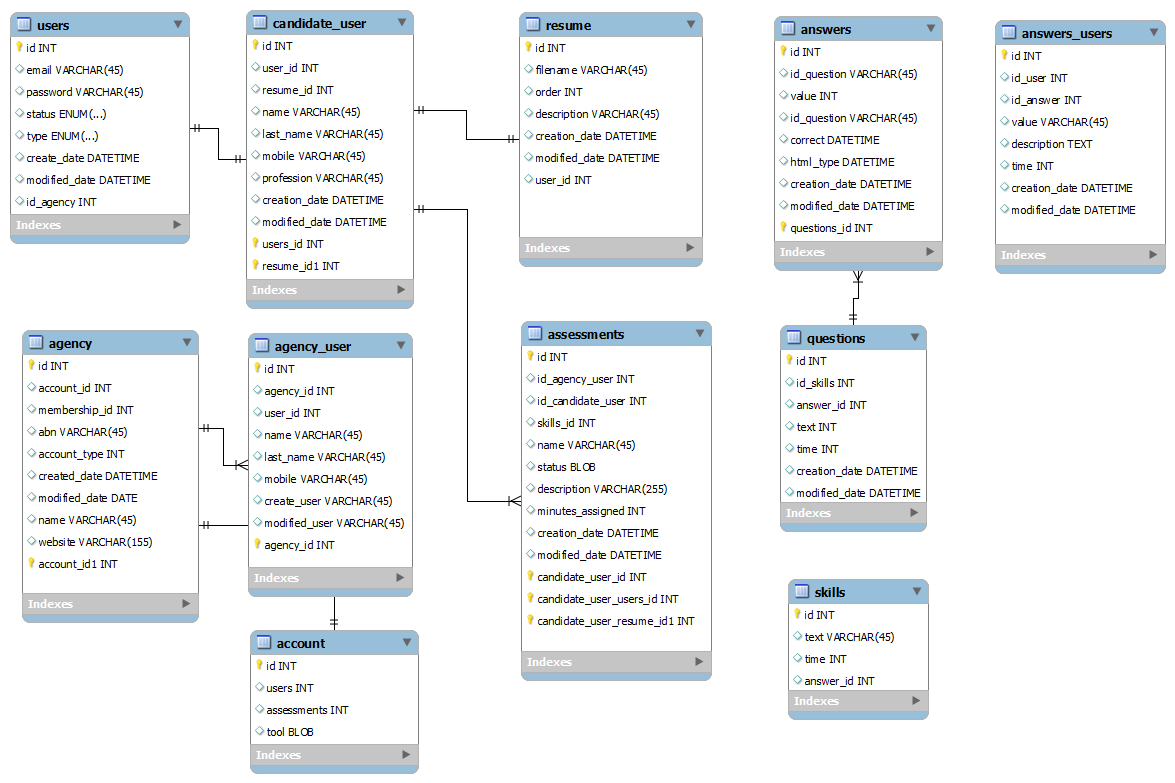 users
id INT
email VARCHAR(45)
password VARCHAR(45)
status ENUM(...)
type ENUM(...)
create_date DATETIME
modified_date DATETIME
id_agency INT
Indexes
candidate_user
id INT
user_id INT
resume_id INT
name VARCHAR(45)
last_name VARCHAR(45)
mobile VARCHAR(45)
profession VARCHAR(45)
creation_date DATETIME
modified_date DATETIME
users_id INT
resume_id1 INT
Indexes
resume
id INT
filename VARCHAR(45)
order INT
description VARCHAR(45)
creation_date DATETIME
modified_date DATETIME
user_id INT
Indexes
answers
id INT
id_question VARCHAR(45)
value INT
id_question VARCHAR(45)
correct DATETIME
html_type DATETIME
creation_date DATETIME
modified_date DATETIME
questions_id INT
Indexes
answers_users
id INT
id_user INT
id_answer INT
value VARCHAR(45)
description TEXT
time INT
creation_date DATETIME
modified_date DATETIME
Indexes
agency
id INT
account_id INT
membership_id INT
abn VARCHAR(45)
account_type INT
created_date DATETIME
modified_date DATE
name VARCHAR(45)
website VARCHAR(155)
account_id1 INT
Indexes
agency_user
id INT
agency_id INT
user_id INT
name VARCHAR(45)
last_name VARCHAR(45)
mobile VARCHAR(45)
create_user VARCHAR(45)
modified_user VARCHAR(45)
agency_id INT
Indexes
assessments
id INT
id_agency_user INT
id_candidate_user INT
skills_id INT
name VARCHAR(45)
status BLOB
description VARCHAR(255)
minutes_assigned INT
creation_date DATETIME
modified_date DATETIME
candidate_user_id INT
candidate_user_users_id INT
candidate_user_resume_id1 INT
Indexes
questions
id INT
id_skills INT
answer_id INT
text INT
time INT
creation_date DATETIME
modified_date DATETIME
Indexes
account
id INT
users INT
assessments INT
tool BLOB
Indexes
skills
id INT
text VARCHAR(45)
time INT
answer_id INT
Indexes